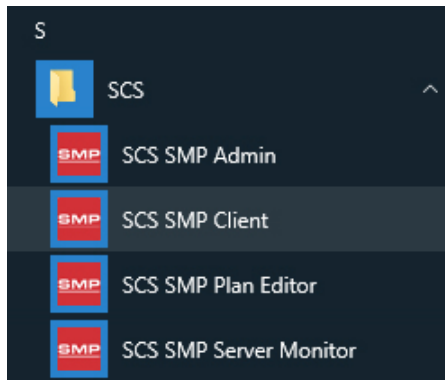 S
SCS
SMP SCS SMP Admin
SMP SCS SMP Client
SMP SCS SMP Plan Editor
SMP SCS SMP Server Monitor